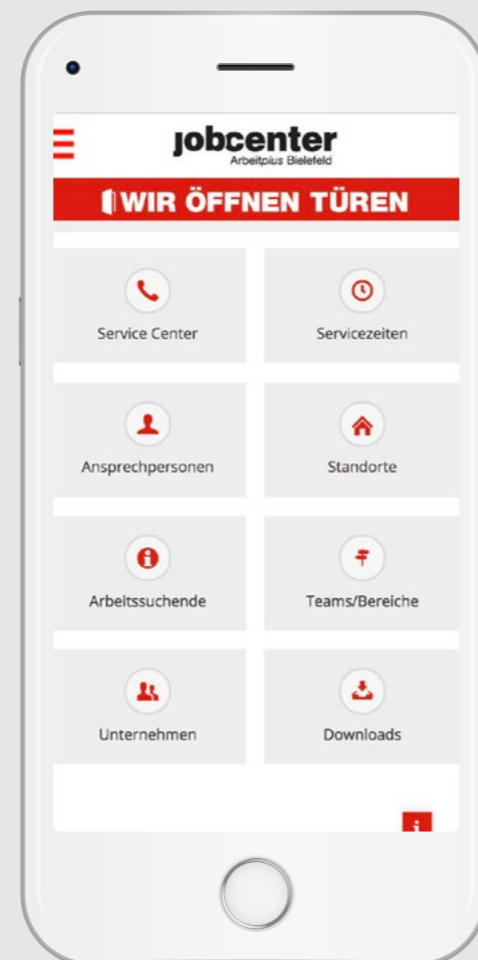 jobcenter
Arbeitplus Bielefeld
WIR ÖFFNEN TÜREN
Service Center
Servicezeiten
Ansprechpersonen
Standorte
Arbeitssuchende
Teams/Bereiche
Unternehmen
Downloads